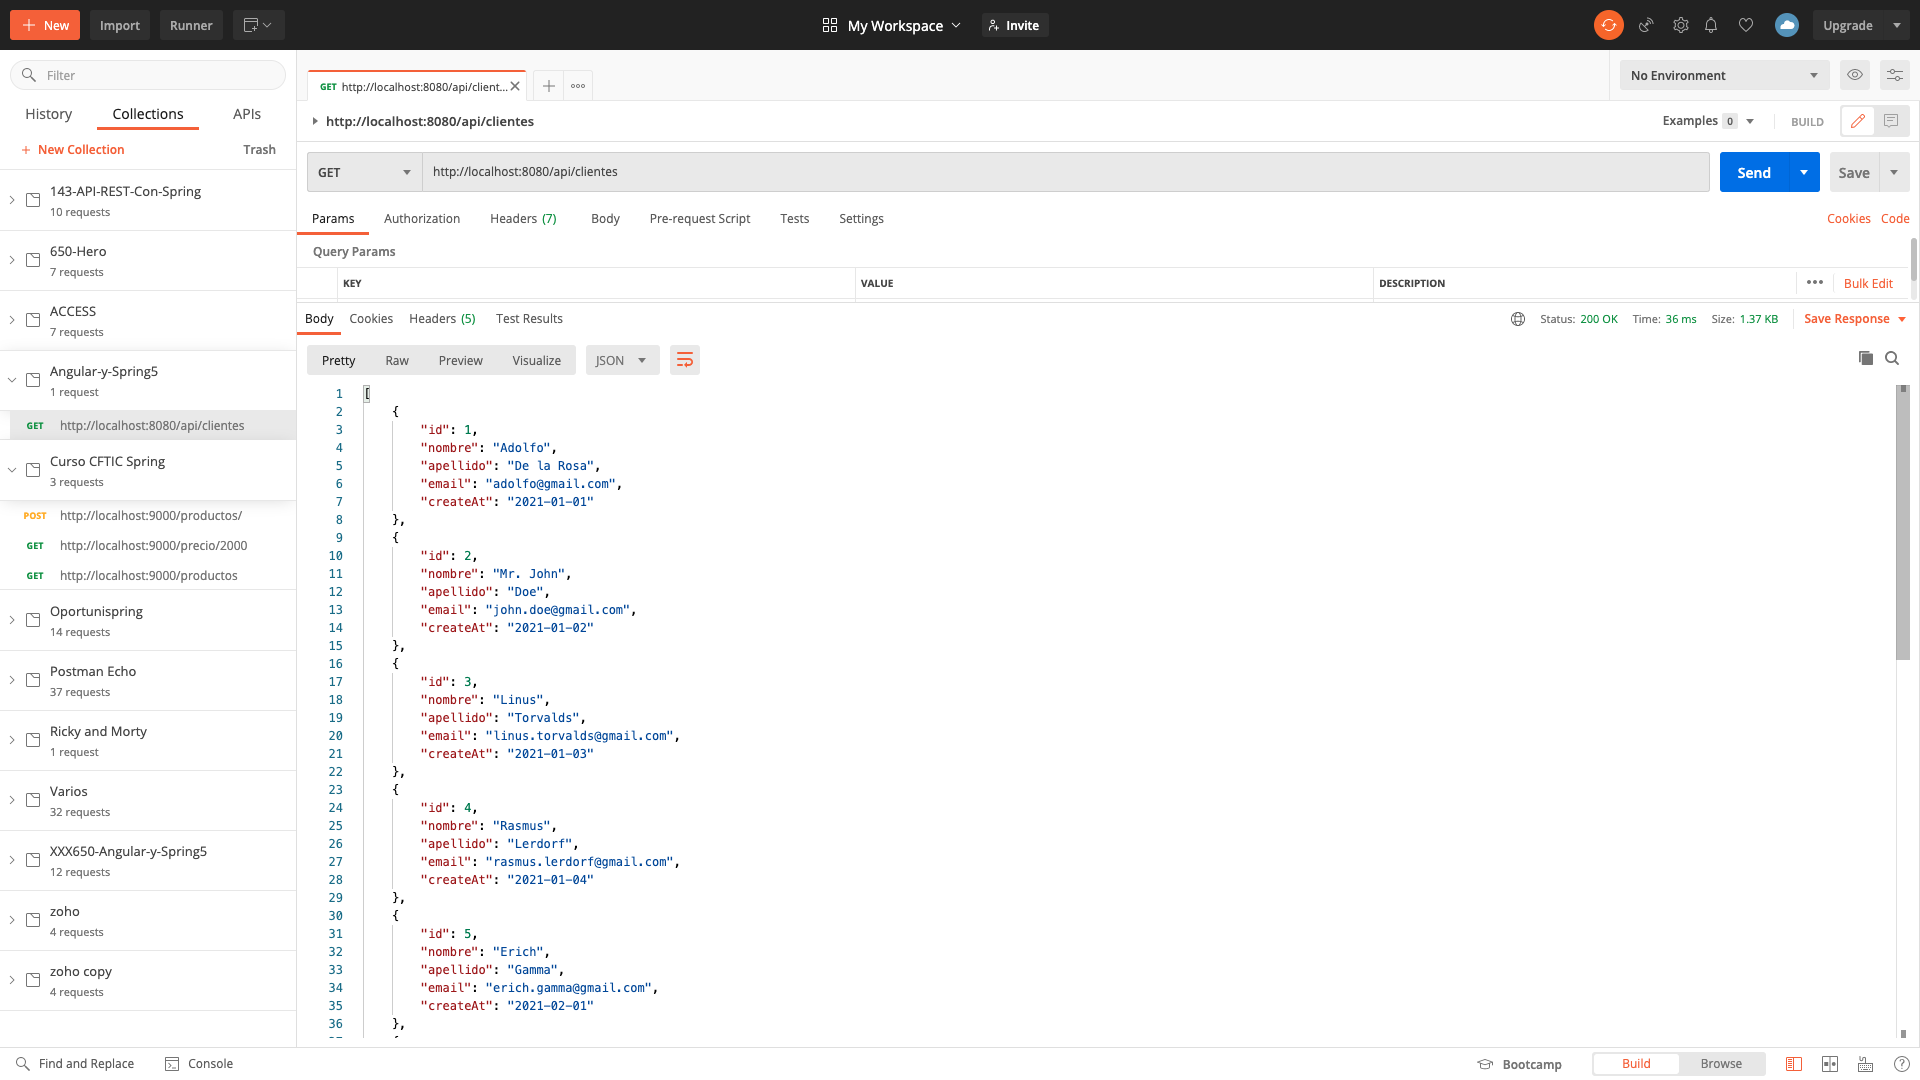 New
Import
Runner
My Workspace
Invite
Upgrade
Filter
History Collections APIs
New Collection Trash
143-API-REST-Con-Spring
10 requests
650-Hero
7 requests
ACCESS
7 requests
Angular-y-Spring5
1 request
GET http://localhost:8080/api/clientes
Curso CFTIC Spring
3 requests
POST http://localhost:9000/productos/
GET http://localhost:9000/precio/2000
GET http://localhost:9000/productos
Oportunispring
14 requests
Postman Echo
37 requests
Ricky and Morty
1 request
Varios
32 requests
XXX650-Angular-y-Spring5
12 requests
zoho
4 requests
zoho copy
4 requests
GET http://localhost:8080/api/client...
No Environment
http://localhost:8080/api/clientes
Examples 0 BUILD
GET http://localhost:8080/api/clientes Send Save
Params Authorization Headers (7) Body Pre-request Script Tests Settings Cookies Code
Query Params
KEY VALUE DESCRIPTION Bulk Edit
Body Cookies Headers (5) Test Results Status: 200 OK Time: 36 ms Size: 1.37 KB Save Response
Pretty Raw Preview Visualize JSON
1 [
2 {
3 "id": 1,
4 "nombre": "Adolfo",
5 "apellido": "De la Rosa",
6 "email": "adolfo@gmail.com",
7 "createAt": "2021-01-01"
8 },
9 {
10 "id": 2,
11 "nombre": "Mr. John",
12 "apellido": "Doe",
13 "email": "john.doe@gmail.com",
14 "createAt": "2021-01-02"
15 },
16 {
17 "id": 3,
18 "nombre": "Linus",
19 "apellido": "Torvalds",
20 "email": "linus.torvalds@gmail.com",
21 "createAt": "2021-01-03"
22 },
23 {
24 "id": 4,
25 "nombre": "Rasmus",
26 "apellido": "Lerdorf",
27 "email": "rasmus.lerdorf@gmail.com",
28 "createAt": "2021-01-04"
29 },
30 {
31 "id": 5,
32 "nombre": "Erich",
33 "apellido": "Gamma",
34 "email": "erich.gamma@gmail.com",
35 "createAt": "2021-02-01"
36 },
Find and Replace Console Bootcamp Build Browse